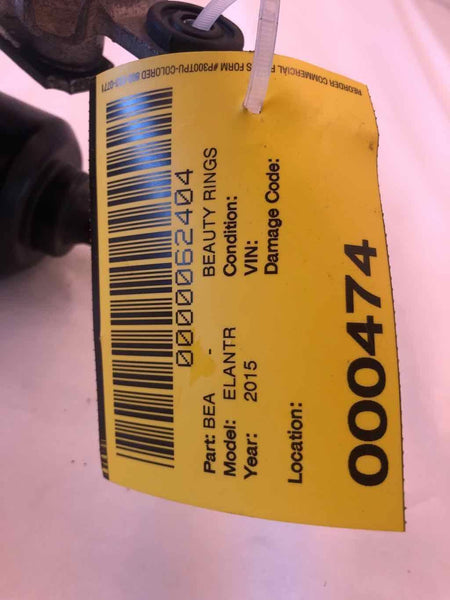 REORDER COMMERCIAL FORM #P300TPU-COLORED
0000062404
Part: BEA - BEAUTY RINGS
Model: ELANTR Condition:
Year: 2015 VIN:
Damage Code:
Location:
000474